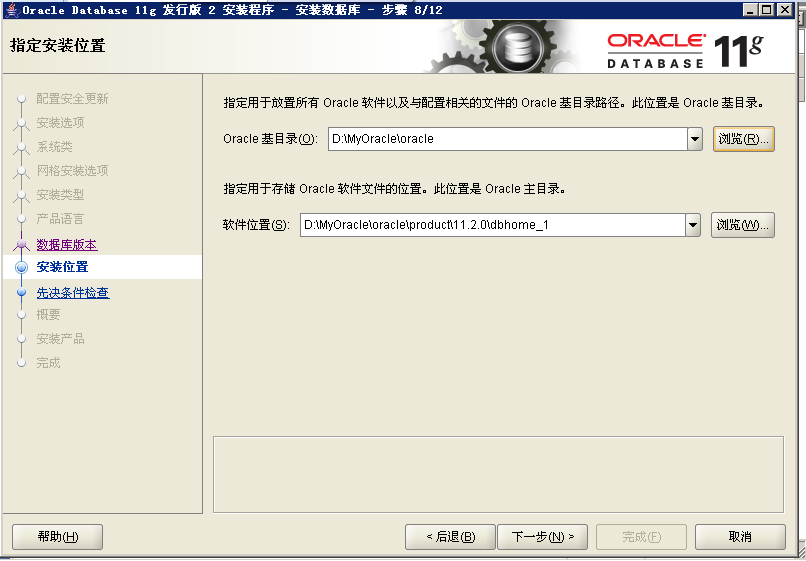 Oracle Database 11g 发行版 2 安装程序 - 安装数据库 - 步骤 8/12
指定安装位置
ORACLE
DATABASE
11g
配置安全更新
安装选项
系统类
网格安装选项
安装类型
产品语言
数据库版本
安装位置
先决条件检查
概要
安装产品
完成
指定用于放置所有 Oracle 软件以及与配置相关的文件的 Oracle 基目录路径。此位置是 Oracle 基目录。
Oracle 基目录(O): D:\MyOracle\oracle 浏览(R)...
指定用于存储 Oracle 软件文件的位置。此位置是 Oracle 主目录。
软件位置(S): D:\MyOracle\oracle\product\11.2.0\dbhome_1 浏览(W)...
帮助(H) < 后退(B) 下一步(N) > 完成(F) 取消